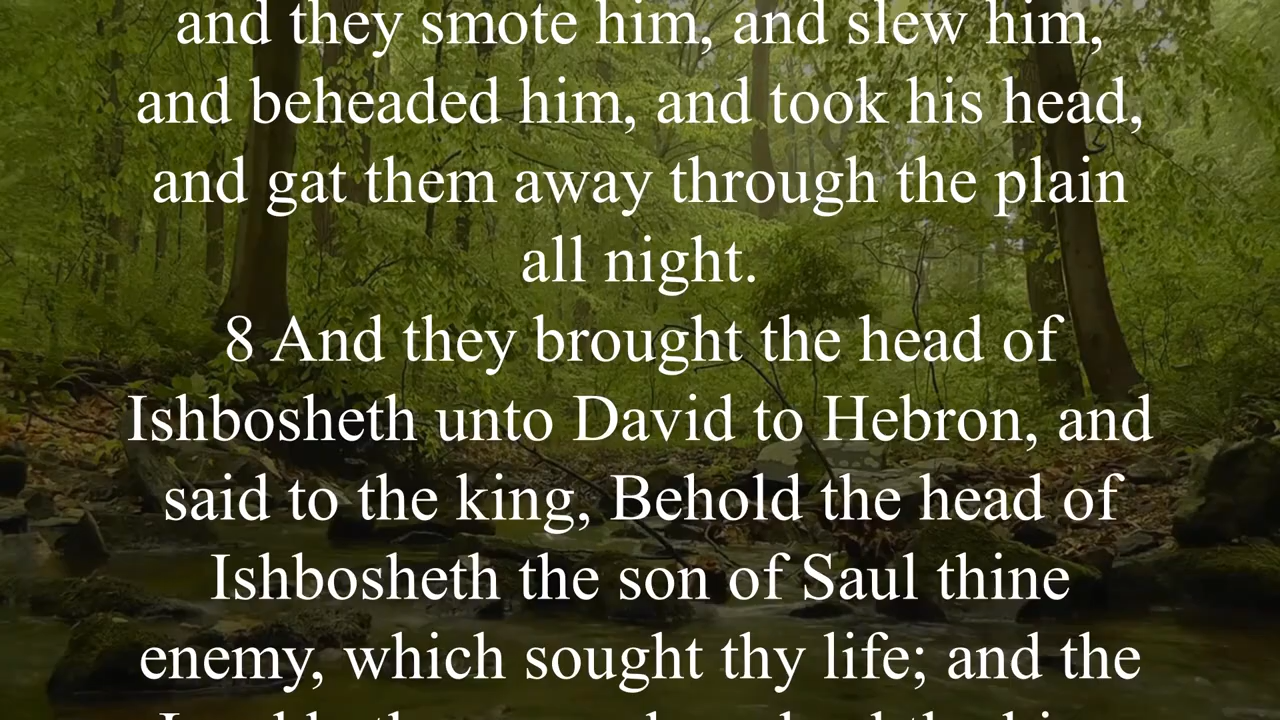 and they smote him, and slew him,
and beheaded him, and took his head,
and gat them away through the plain
all night.
8 And they brought the head of
Ishbosheth unto David to Hebron, and
said to the king, Behold the head of
Ishbosheth the son of Saul thine
enemy, which sought thy life; and the